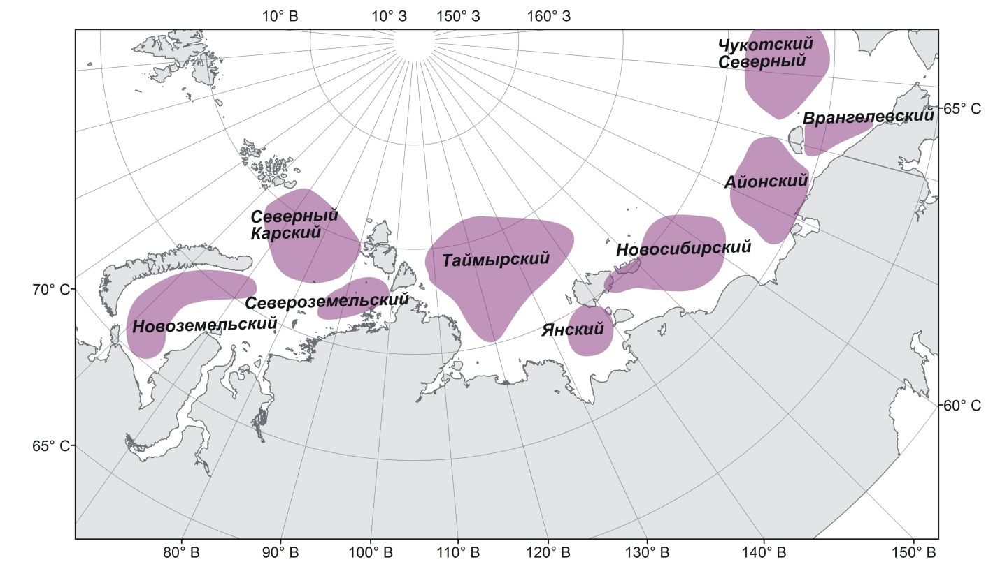 10° В
10° З
150° З
160° З
Чукотский
Северный
65° С
Врангелевский
Айонский
Северный
Карский
Новосибирский
Таймырский
70° С
Североземельский
Новоземельский
Янский
60° С
65° С
80° В
90° В
100° В
110° В
120° В
130° В
140° В
150° В